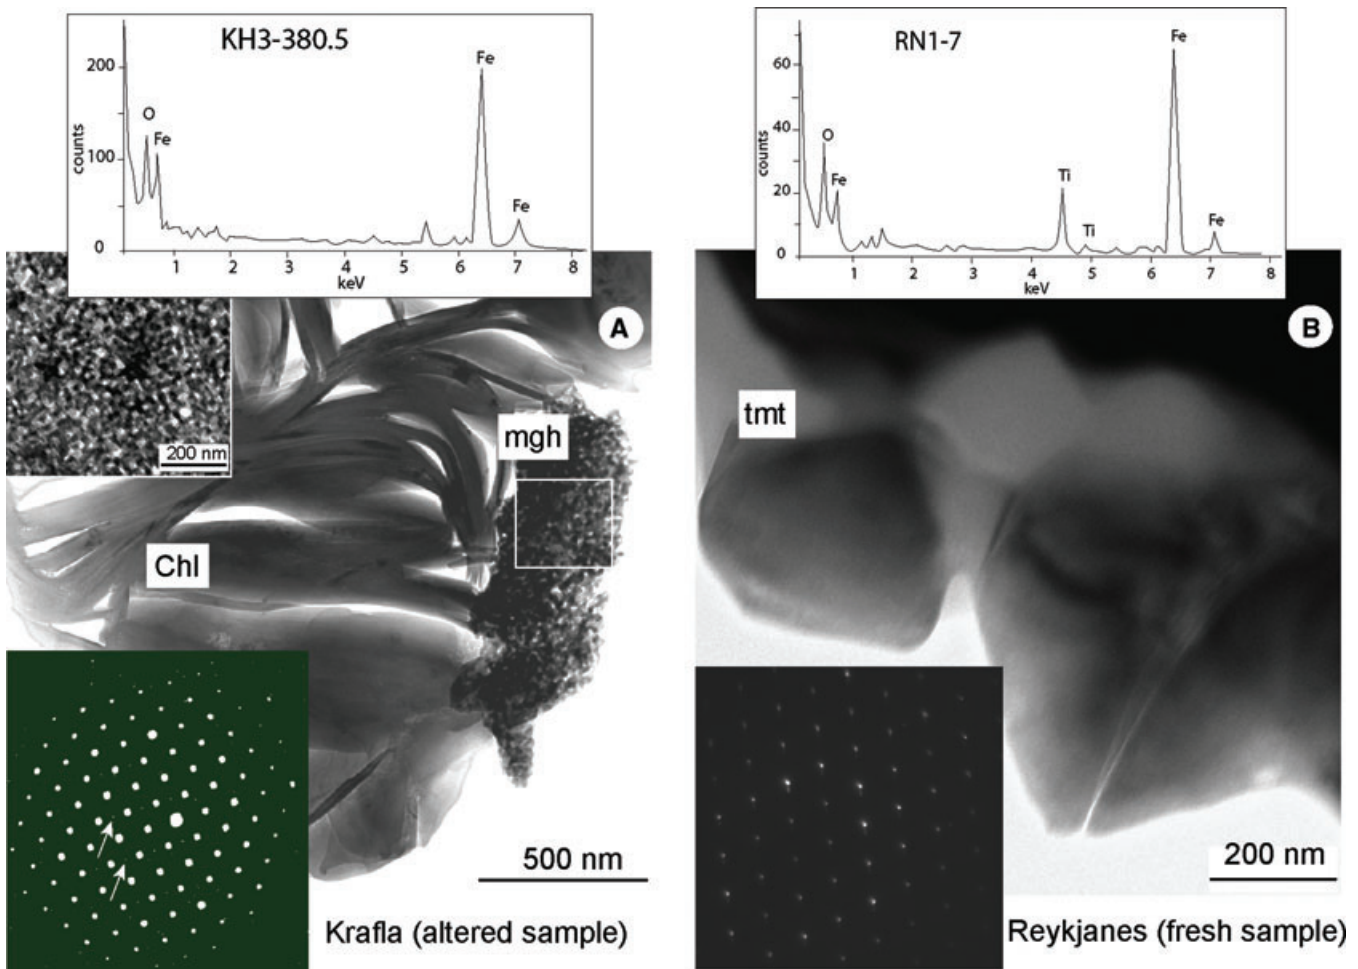 KH3-380.5
counts
200
100
0
O
Fe
Fe
Fe
1 2 3 4 5 6 7 8
keV
A
200 nm
mgh
Chl
500 nm
Krafla (altered sample)
RN1-7
counts
60
40
20
0
O
Fe
Ti
Ti
Fe
Fe
1 2 3 4 5 6 7 8
keV
B
tmt
200 nm
Reykjanes (fresh sample)